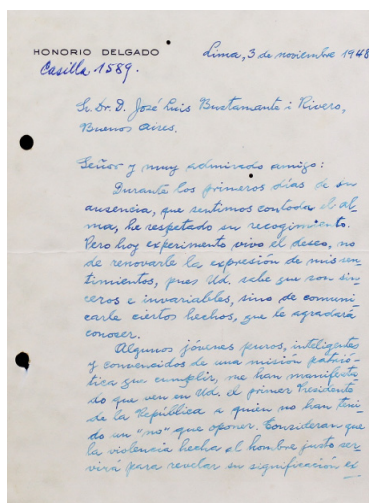 HONORIO DELGADO
Lima, 3 de noviembre 1948
Casilla 1589.
Sr. Dr. D. José Luis Bustamante i Rivero,
Buenos Aires.
Señor y muy admirado amigo:
Durante los primeros días de su
ausencia, que sentimos con toda el al-
ma, he respetado su recogimiento.
Pero hoy experimento vivo el deseo, no
de renovarle la expresión de mis sen-
timientos, pues Ud. sabe que son sin-
ceros e invariables, sino de comuni-
carle ciertos hechos, que le agradará
conocer.
Algunos jóvenes puros, inteligentes
y convencidos de una misión patrió-
tica que cumplir, me han manifesta-
do que ven en Ud. el primer Presidente
de la República a quien no han teni-
do un "no" que oponer. Consideran que
la violencia hecha al hombre justo ser-
virá para revelar su significación es-